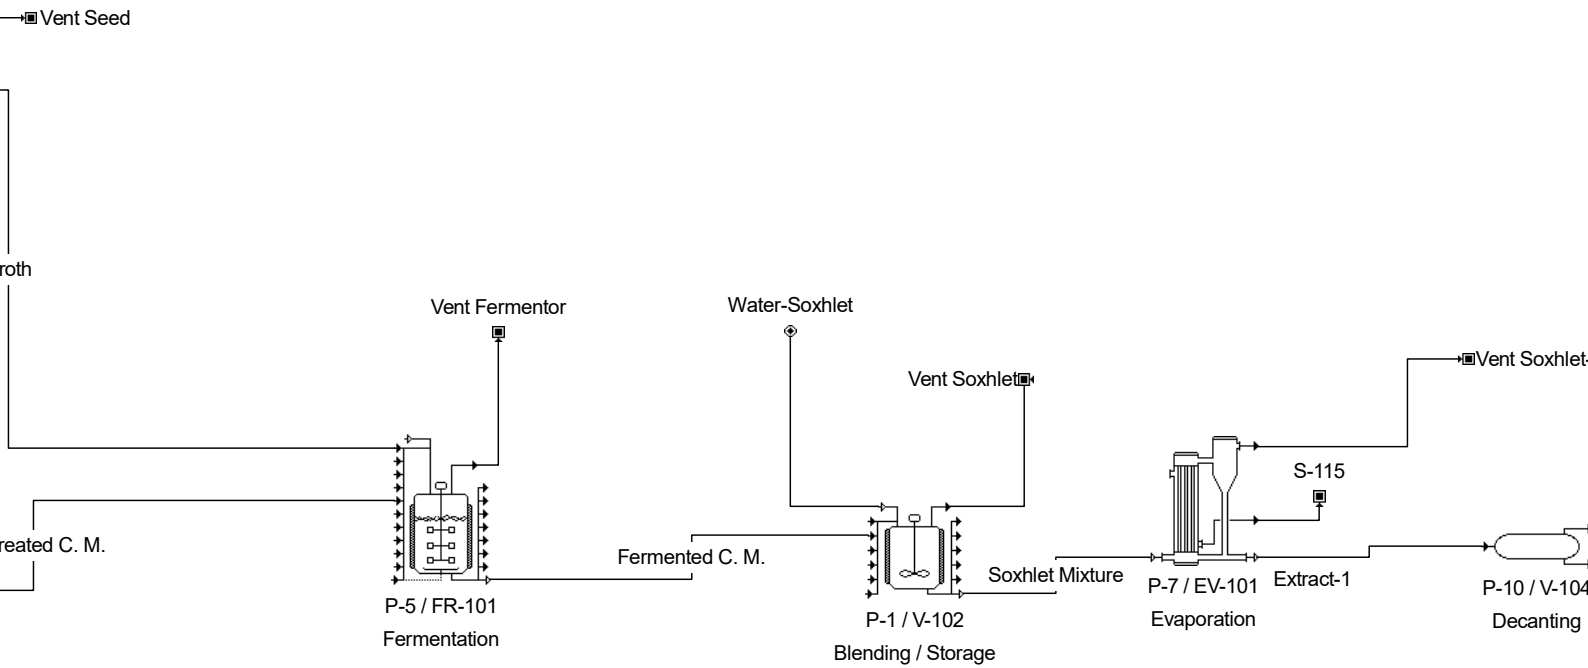 Vent Seed
roth
Vent Fermentor
Water-Soxhlet
Vent Soxhlet-
Vent Soxhlet
S-115
reated C. M.
Fermented C. M.
Soxhlet Mixture
P-7 / EV-101
Evaporation
Extract-1
P-10 / V-104
Decanting
P-5 / FR-101
Fermentation
P-1 / V-102
Blending / Storage